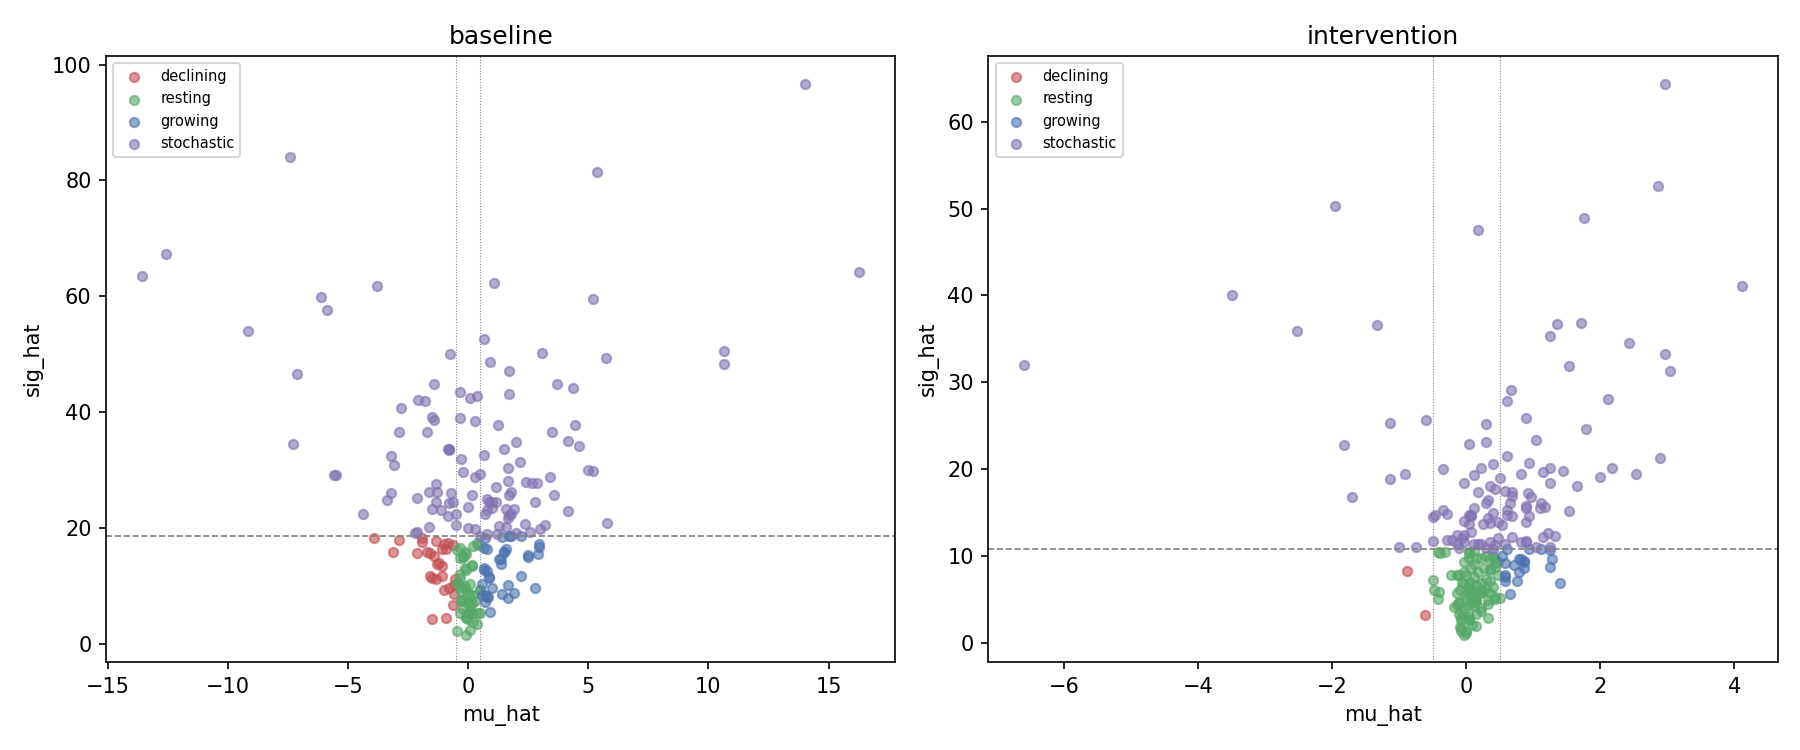 baseline
declining
resting
growing
stochastic
100
80
60
40
20
0
sig_hat
−15
−10
−5
0
5
10
15
mu_hat
intervention
declining
resting
growing
stochastic
60
50
40
30
20
10
0
sig_hat
−6
−4
−2
0
2
4
mu_hat